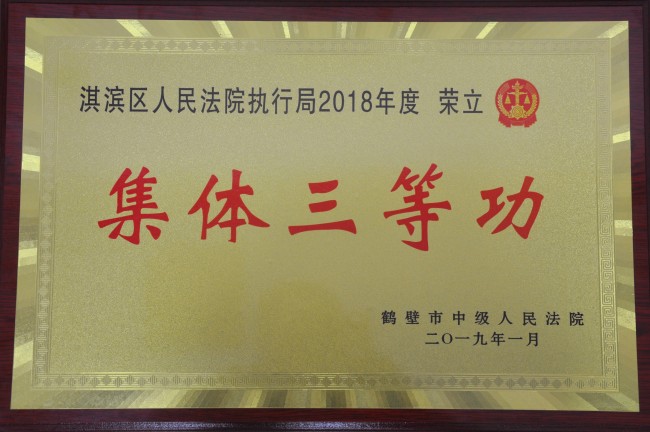 淇滨区人民法院执行局2018年度 荣立
集体三等功
鹤壁市中级人民法院
二〇一九年一月